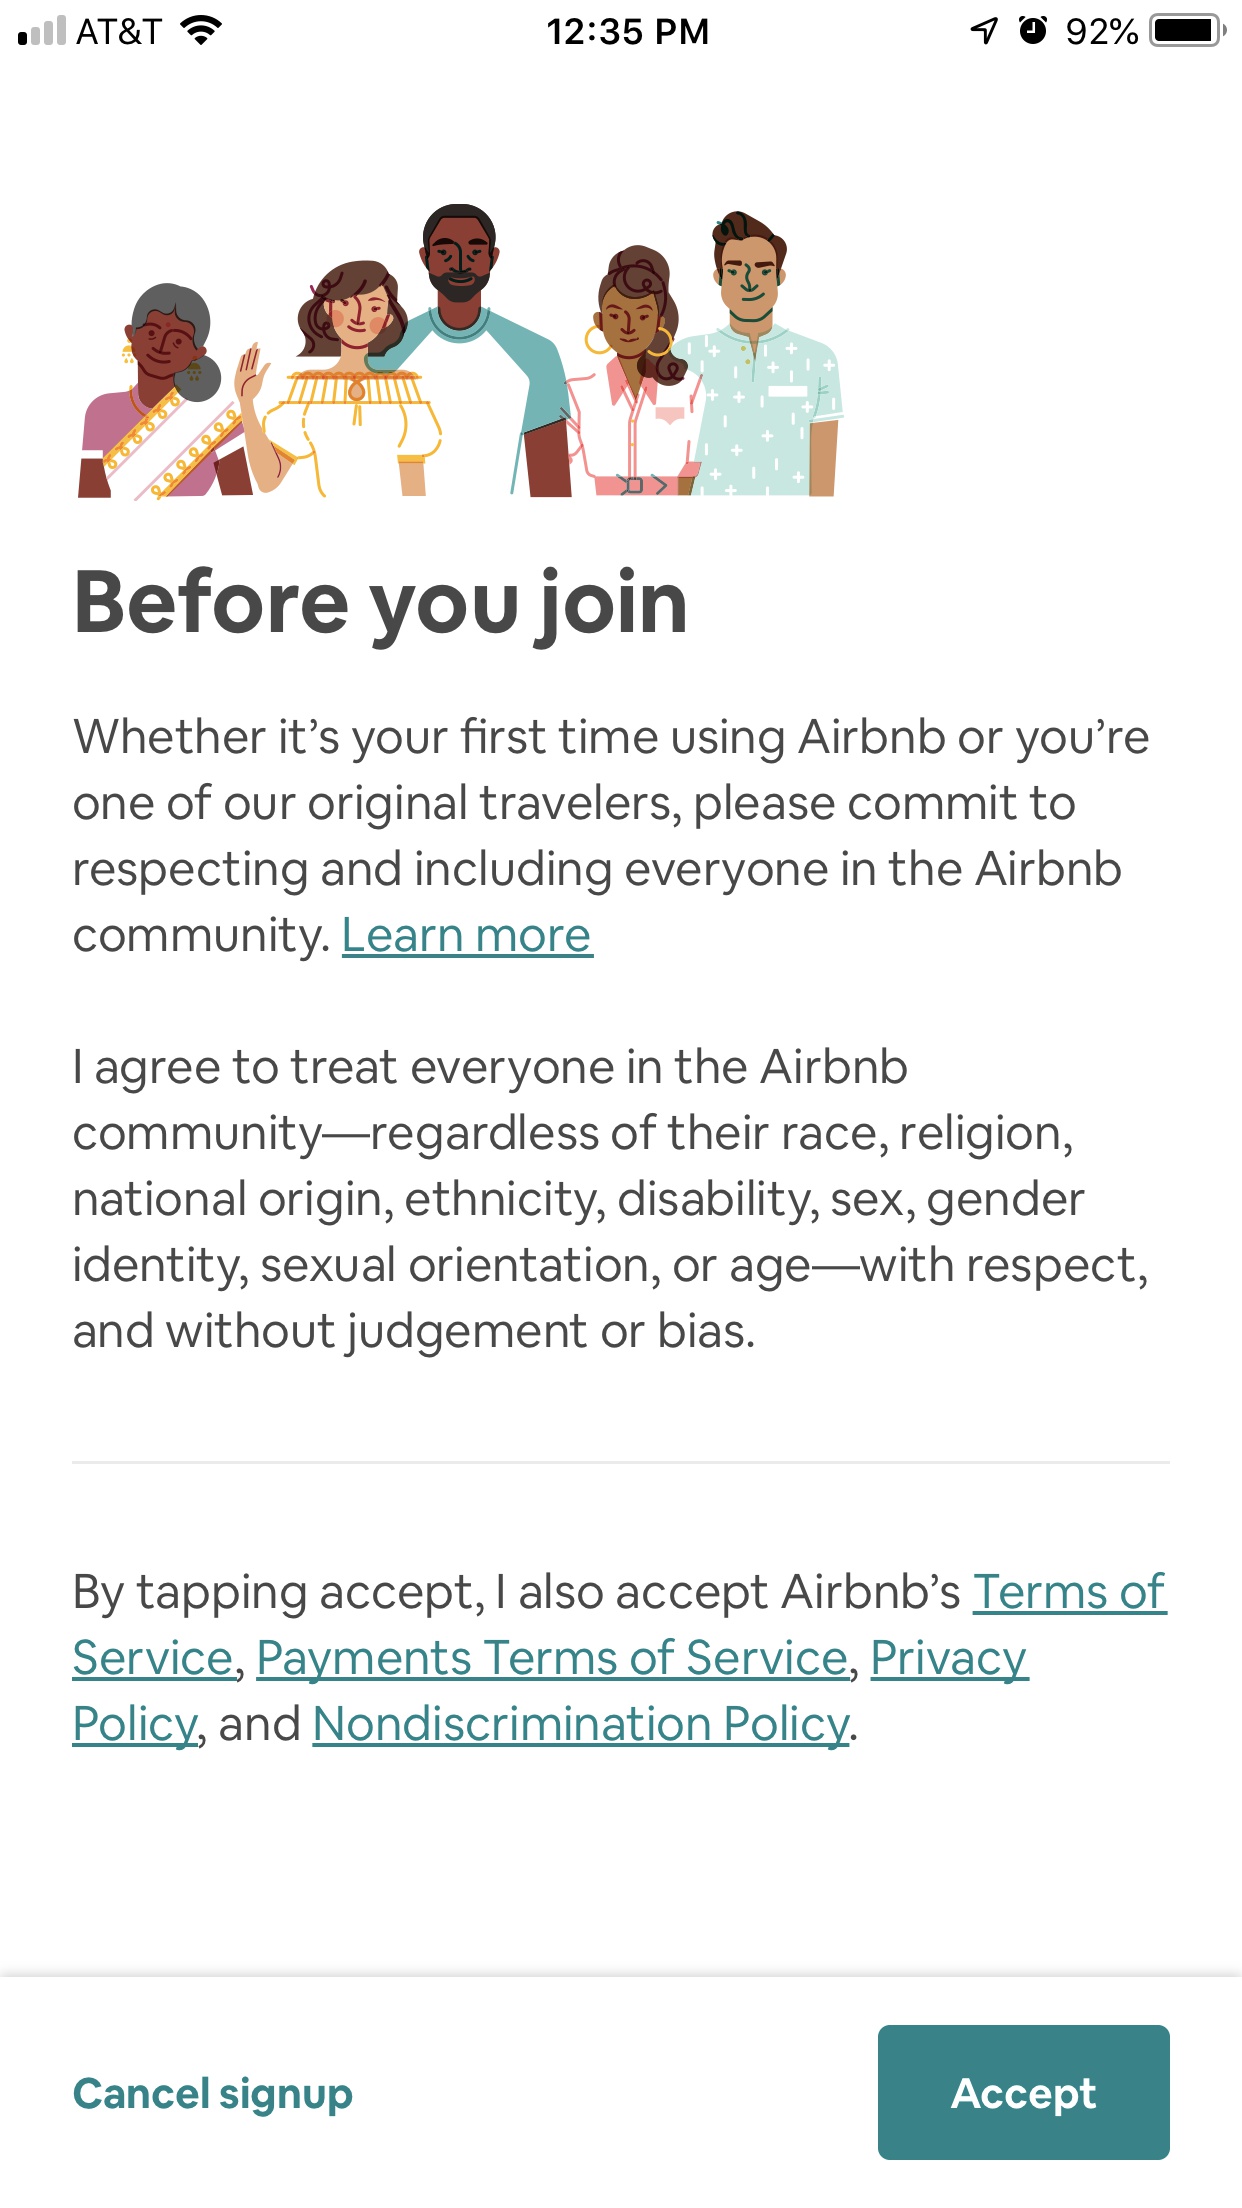 AT&T 12:35 PM 92%
Before you join
Whether it’s your first time using Airbnb or you’re
one of our original travelers, please commit to
respecting and including everyone in the Airbnb
community. Learn more
I agree to treat everyone in the Airbnb
community—regardless of their race, religion,
national origin, ethnicity, disability, sex, gender
identity, sexual orientation, or age—with respect,
and without judgement or bias.
By tapping accept, I also accept Airbnb’s Terms of
Service, Payments Terms of Service, Privacy
Policy, and Nondiscrimination Policy.
Cancel signup Accept